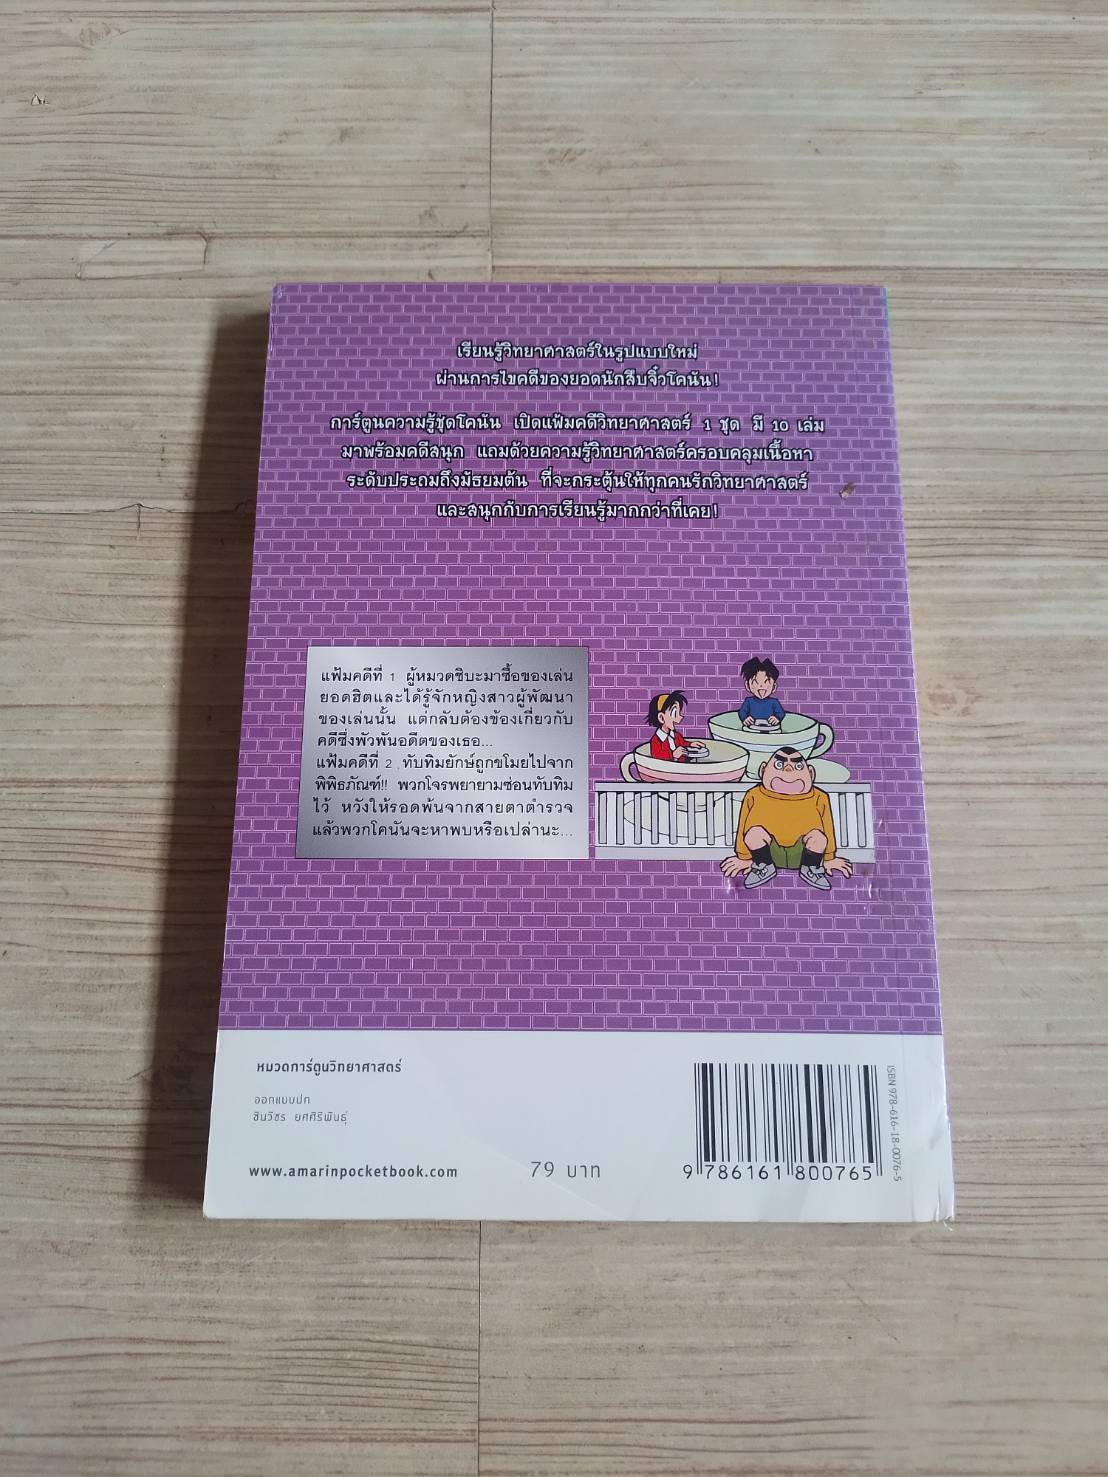 เรียนรู้วิทยาศาสตร์ในรูปแบบใหม่
ผ่านการไขคดีของยอดนักสืบจิ๋วโคนัน!
การ์ตูนความรู้ชุดโคนัน เปิดแฟ้มคดีวิทยาศาสตร์ 1 ชุด มี 10 เล่ม
มาพร้อมคดีสนุก แถมด้วยความรู้วิทยาศาสตร์ครอบคลุมเนื้อหา
ระดับประถมถึงมัธยมต้น ที่จะกระตุ้นให้ทุกคนรักวิทยาศาสตร์
และสนุกกับการเรียนรู้มากกว่าที่เคย!
แฟ้มคดีที่ 1 ผู้หมวดชิบะมาซื้อของเล่น
ยอดฮิตและได้รู้จักหญิงสาวผู้พัฒนา
ของเล่นนั้น แต่กลับต้องข้องเกี่ยวกับ
คดีซึ่งพัวพันอดีตของเธอ...
แฟ้มคดีที่ 2 ทับทิมยักษ์ถูกขโมยไปจาก
พิพิธภัณฑ์!! พวกโจรพยายามซ่อนทับทิม
ไว้ หวังให้รอดพ้นจากสายตาตำรวจ
แล้วพวกโคนันจะหาพบหรือเปล่านะ...
หมวดการ์ตูนวิทยาศาสตร์
ออกแบบปก
ชินวัชร ยศศิริพันธุ์
www.amarinpocketbook.com
79 บาท
9 786161 800765
ISBN 978-616-18-0076-5